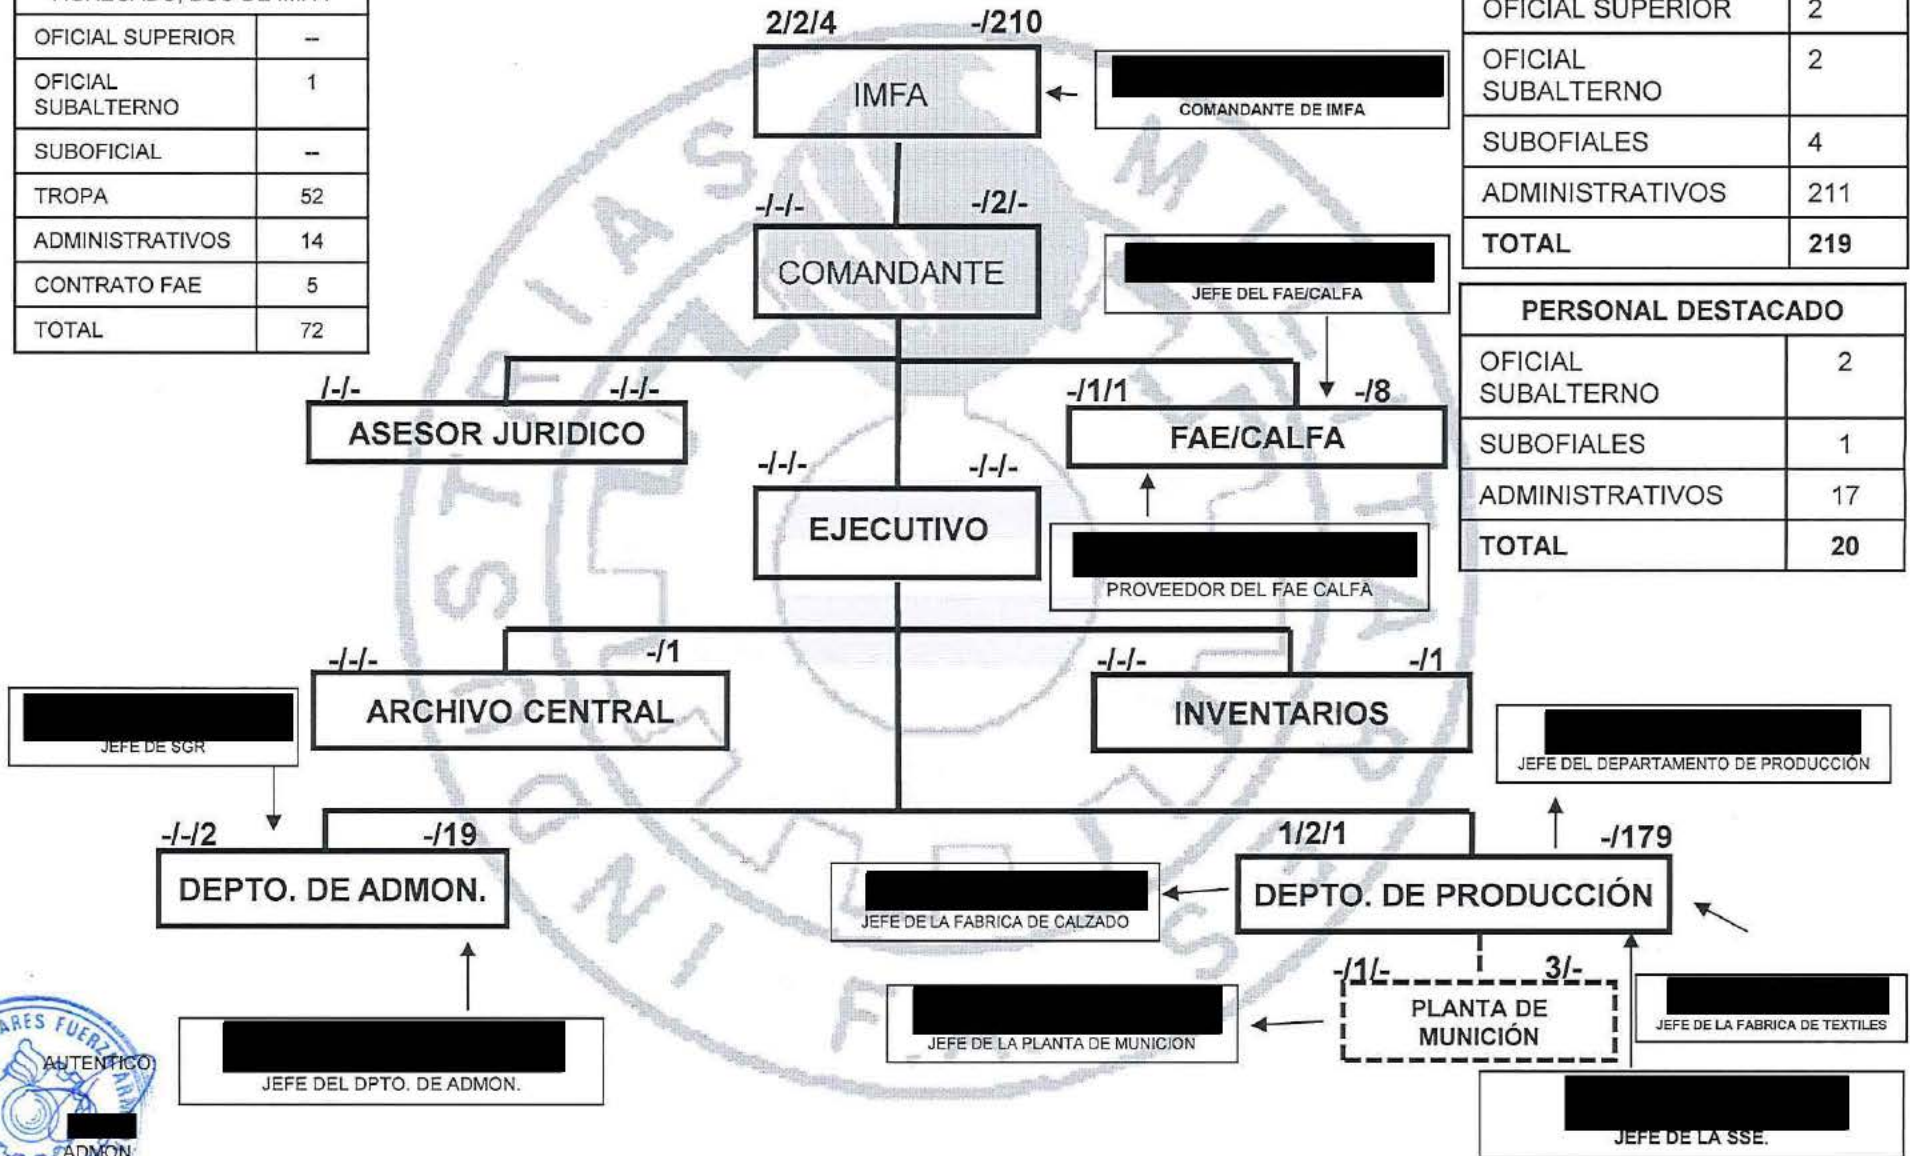 OFICIAL SUPERIOR --
OFICIAL
SUBALTERNO 1
SUBOFICIAL --
TROPA 52
ADMINISTRATIVOS 14
CONTRATO FAE 5
TOTAL 72
2/2/4 -/210
IMFA
COMANDANTE DE IMFA
OFICIAL SUPERIOR 2
OFICIAL
SUBALTERNO 2
SUBOFIALES 4
ADMINISTRATIVOS 211
TOTAL 219
-/-/- -/2/-
COMANDANTE
JEFE DEL FAE/CALFA
PERSONAL DESTACADO
OFICIAL
SUBALTERNO 2
SUBOFIALES 1
ADMINISTRATIVOS 17
TOTAL 20
/-/- -/-/-
ASESOR JURIDICO
-/1/1 -/8
FAE/CALFA
-/-/- -/-/-
EJECUTIVO
PROVEEDOR DEL FAE CALFA
-/-/- -/1
ARCHIVO CENTRAL
-/-/- -/1
INVENTARIOS
JEFE DE SGR
JEFE DEL DEPARTAMENTO DE PRODUCCIÓN
-/-/2 -/19
DEPTO. DE ADMON.
1/2/1 -/179
DEPTO. DE PRODUCCIÓN
JEFE DE LA FABRICA DE CALZADO
-/1/- 3/-
PLANTA DE
MUNICIÓN
JEFE DE LA PLANTA DE MUNICION
JEFE DE LA FABRICA DE TEXTILES
JEFE DEL DPTO. DE ADMON.
JEFE DE LA SSE.
ARES FUERZ
AUTENTICO:
ADMON